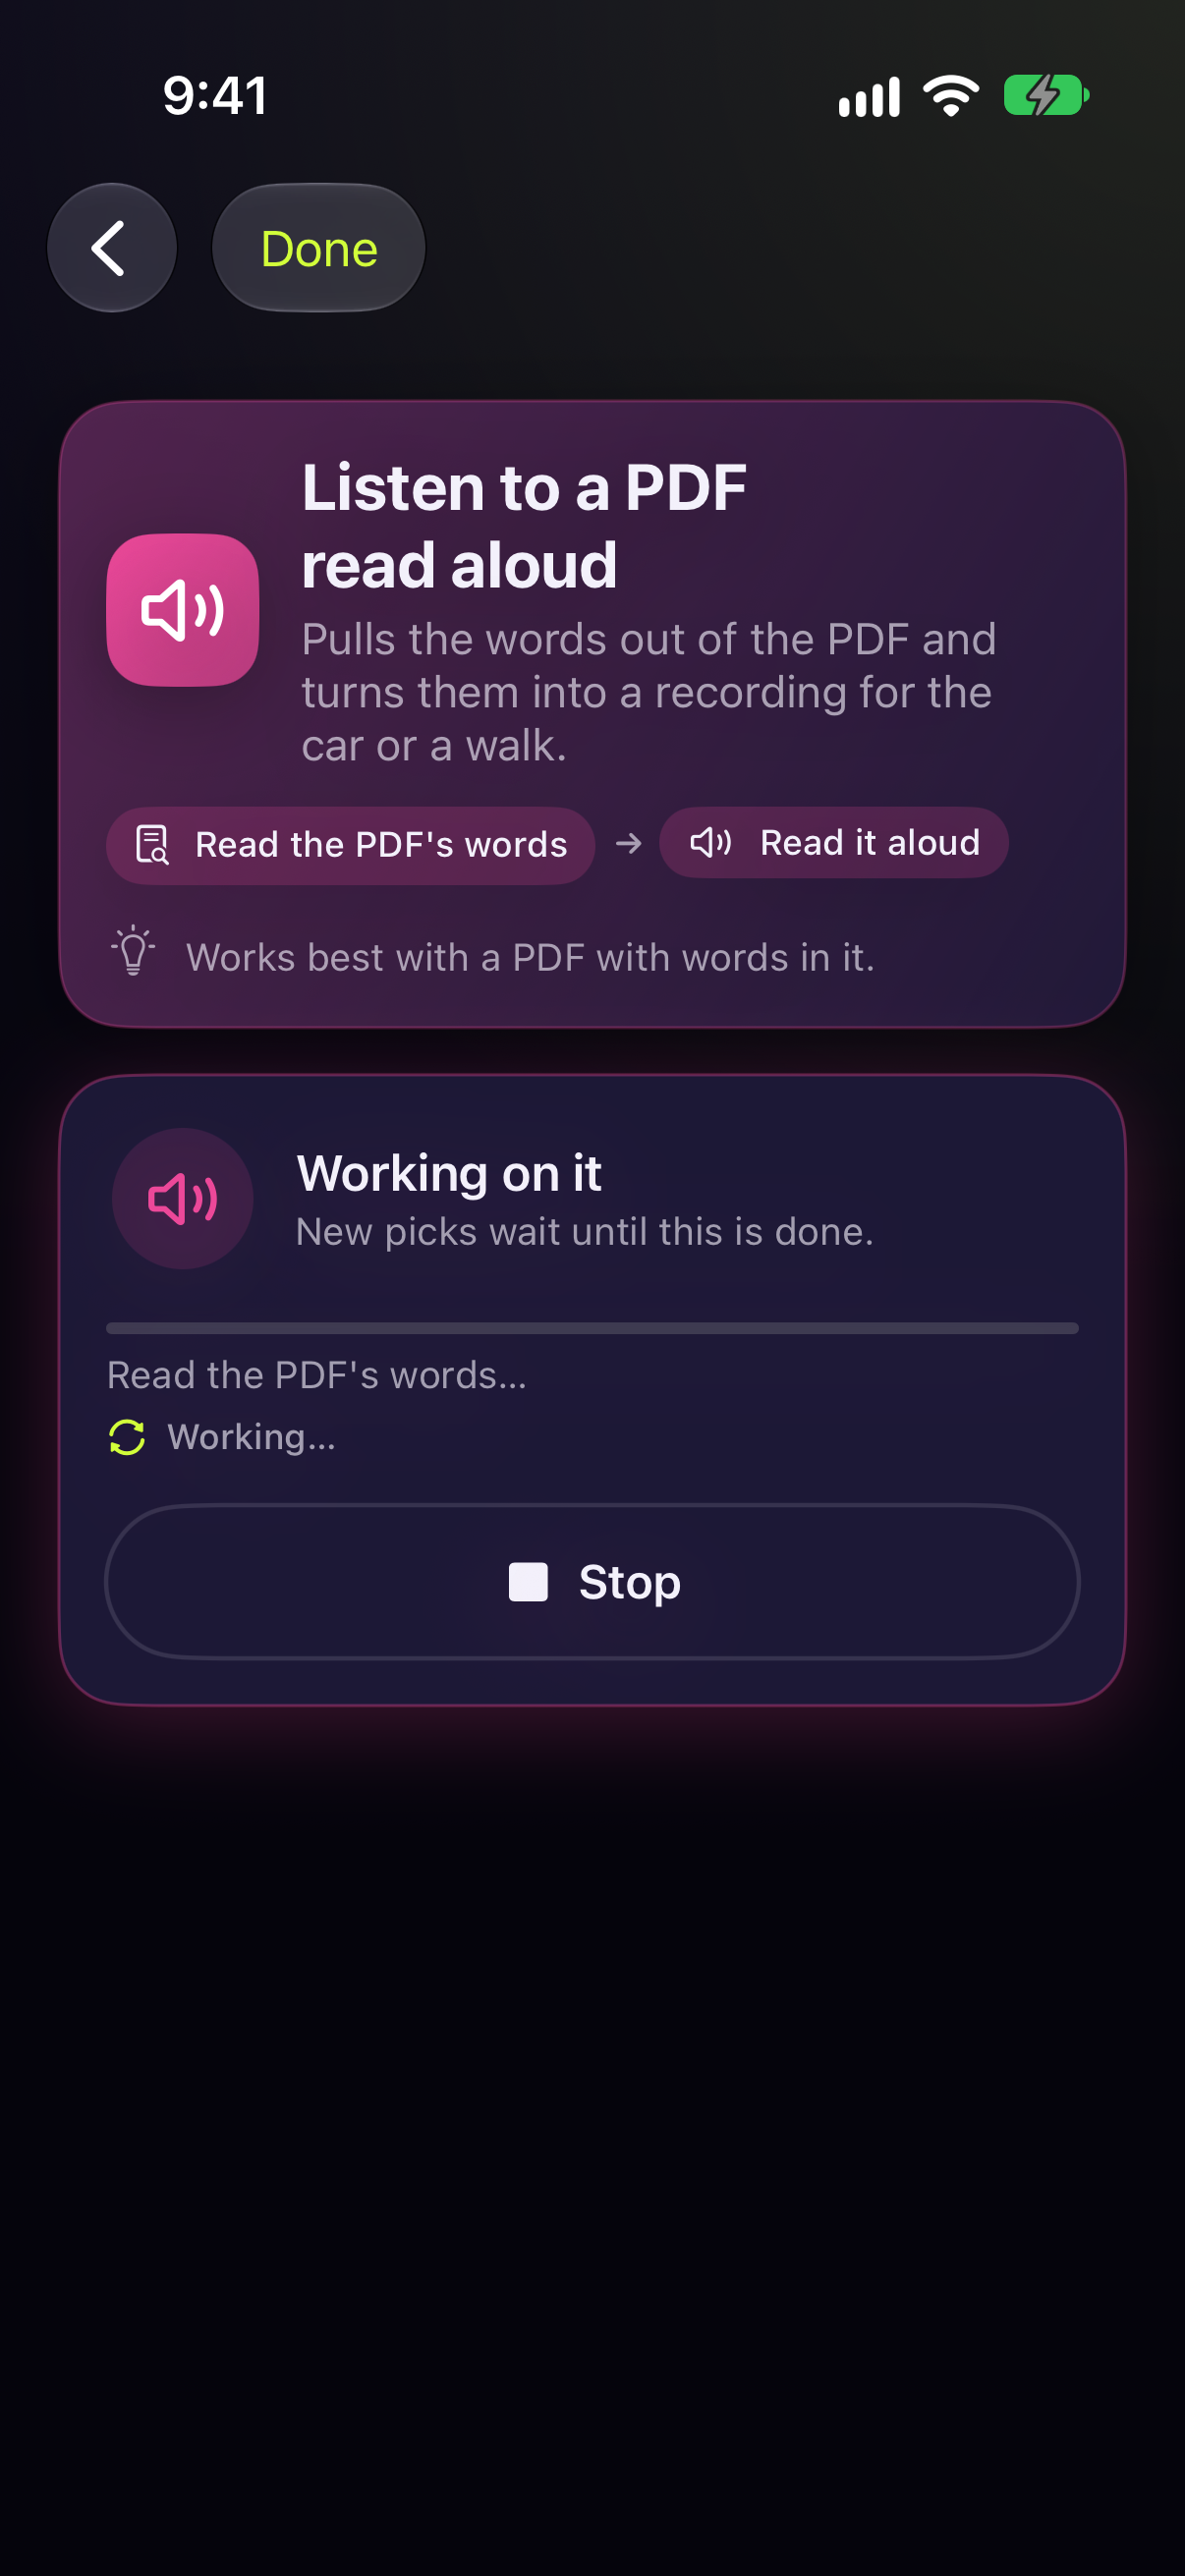 9:41
Done
Listen to a PDF
read aloud
Pulls the words out of the PDF and
turns them into a recording for the
car or a walk.
Read the PDF's words → Read it aloud
Works best with a PDF with words in it.
Working on it
New picks wait until this is done.
Read the PDF's words...
Working...
Stop